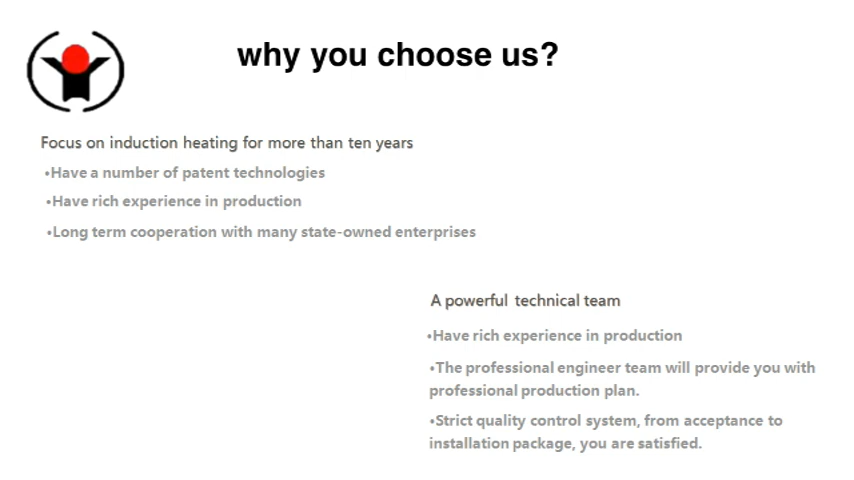 why you choose us?
Focus on induction heating for more than ten years
•Have a number of patent technologies
•Have rich experience in production
•Long term cooperation with many state-owned enterprises
A powerful technical team
•Have rich experience in production
•The professional engineer team will provide you with
professional production plan.
•Strict quality control system, from acceptance to
installation package, you are satisfied.